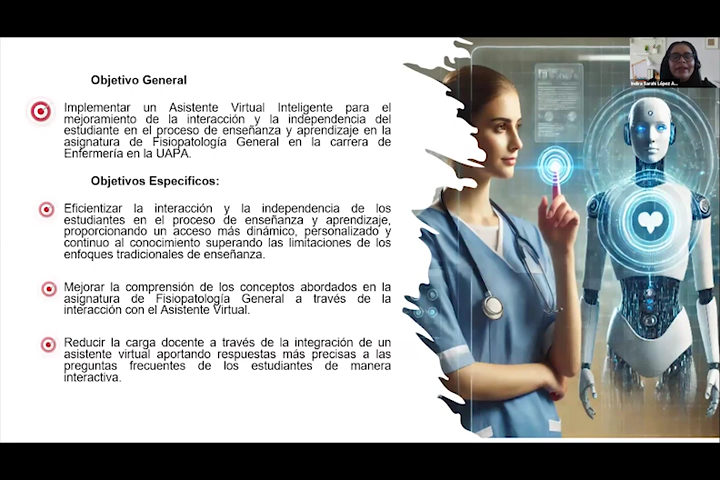 Objetivo General
Implementar un Asistente Virtual Inteligente para el
mejoramiento de la interacción y la independencia del
estudiante en el proceso de enseñanza y aprendizaje en la
asignatura de Fisiopatología General en la carrera de
Enfermería en la UAPA.
Objetivos Especificos:
Eficientizar la interacción y la independencia de los
estudiantes en el proceso de enseñanza y aprendizaje,
proporcionando un acceso más dinámico, personalizado y
continuo al conocimiento superando las limitaciones de los
enfoques tradicionales de enseñanza.
Mejorar la comprensión de los conceptos abordados en la
asignatura de Fisiopatología General a través de la
interacción con el Asistente Virtual.
Reducir la carga docente a través de la integración de un
asistente virtual aportando respuestas más precisas a las
preguntas frecuentes de los estudiantes de manera
interactiva.